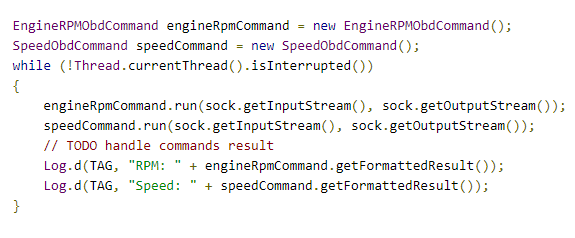 EngineRPMObdCommand engineRpmCommand = new EngineRPMObdCommand();
SpeedObdCommand speedCommand = new SpeedObdCommand();
while (!Thread.currentThread().isInterrupted())
{
    engineRpmCommand.run(sock.getInputStream(), sock.getOutputStream());
    speedCommand.run(sock.getInputStream(), sock.getOutputStream());
    // TODO handle commands result
    Log.d(TAG, "RPM: " + engineRpmCommand.getFormattedResult());
    Log.d(TAG, "Speed: " + speedCommand.getFormattedResult());
}